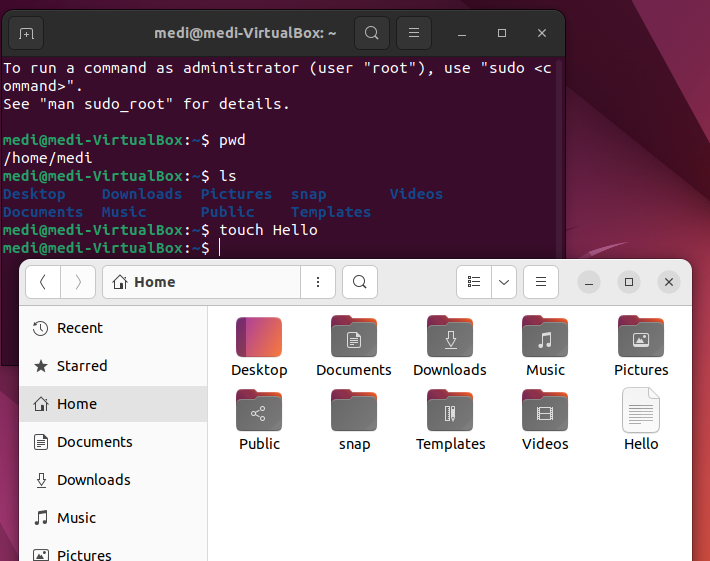 medi@medi-VirtualBox: ~
To run a command as administrator (user "root"), use "sudo <c
ommand>".
See "man sudo_root" for details.
medi@medi-VirtualBox:~$ pwd
/home/medi
medi@medi-VirtualBox:~$ ls
Desktop Downloads Pictures snap Videos
Documents Music Public Templates
medi@medi-VirtualBox:~$ touch Hello
medi@medi-VirtualBox:~$
Home
Recent
Starred
Home
Documents
Downloads
Music
Pictures
Desktop Documents Downloads Music Pictures
Public snap Templates Videos Hello